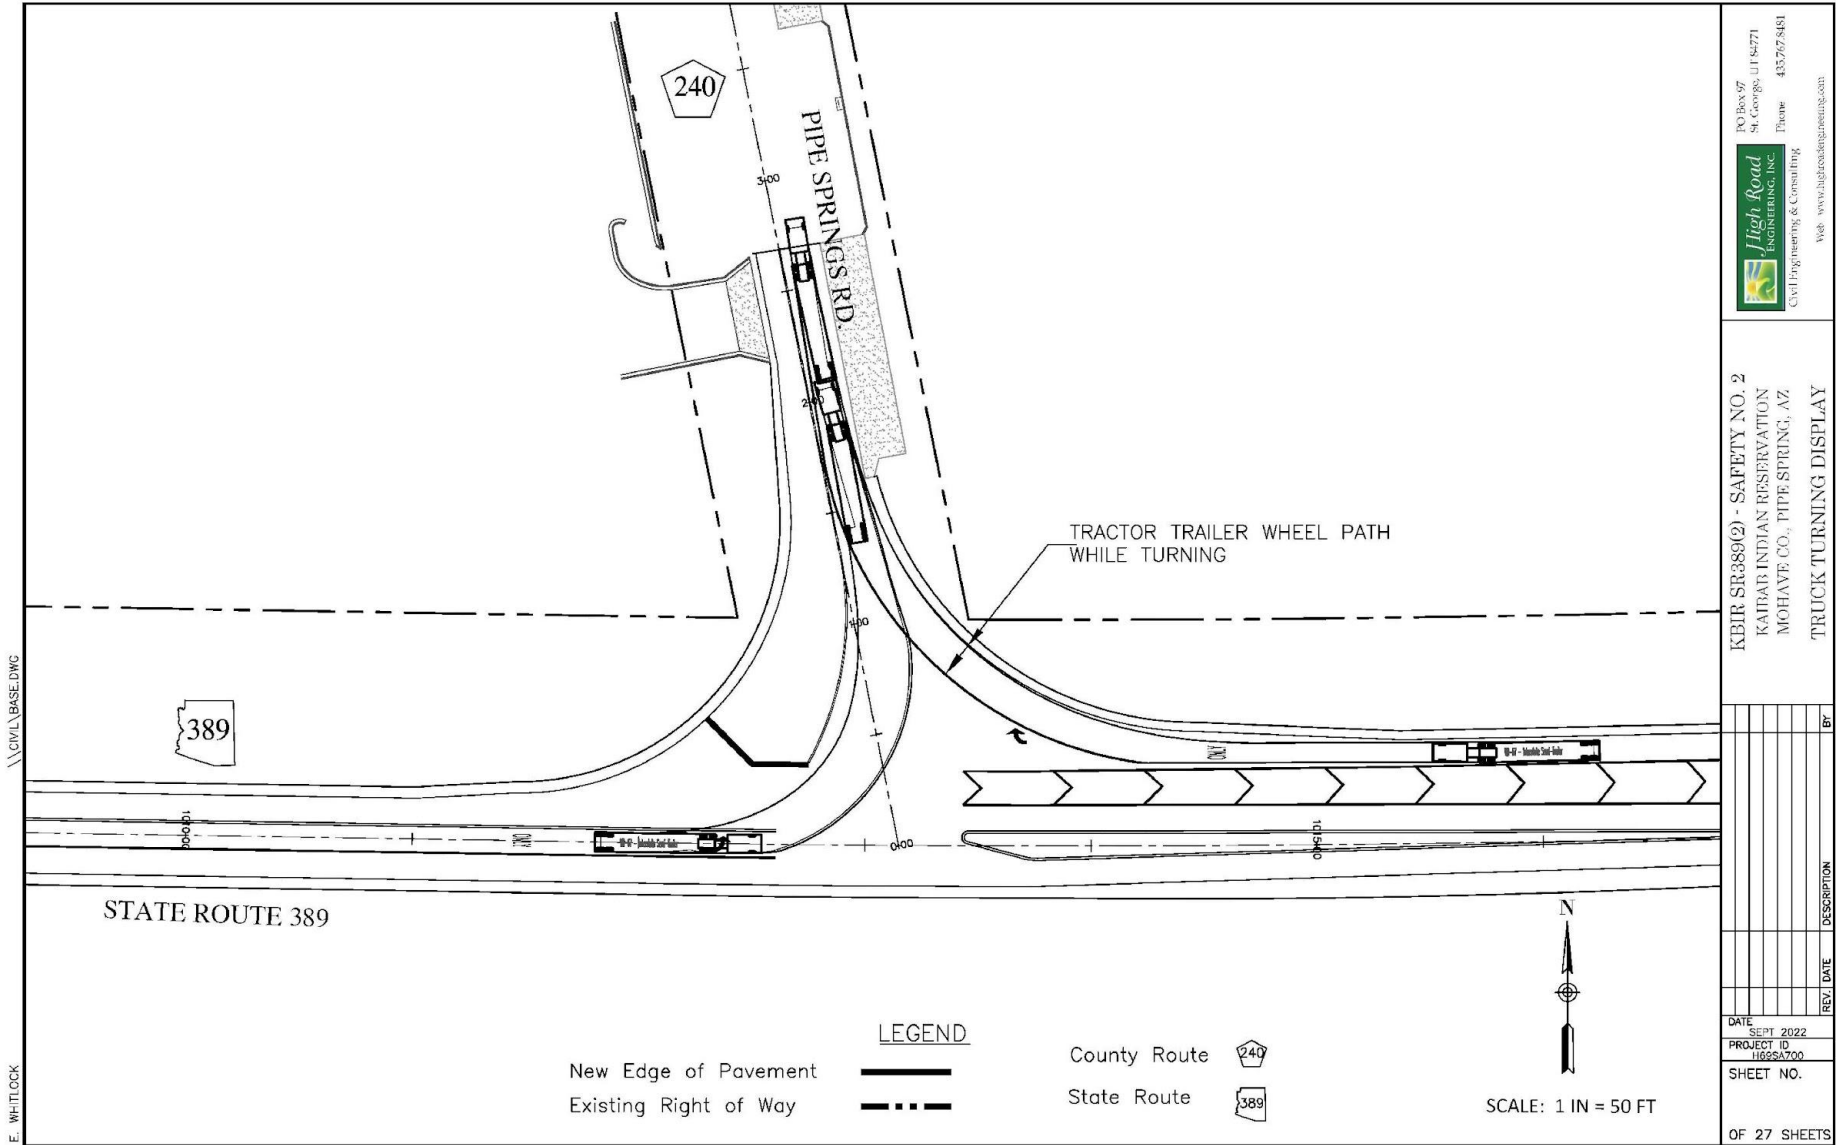 240
PIPE SPRINGS RD.
3+00
2+00
1+00
0+00
TRACTOR TRAILER WHEEL PATH
WHILE TURNING
389
ONLY
ONLY
1010+00
1015+00
STATE ROUTE 389
N
SCALE: 1 IN = 50 FT
LEGEND
New Edge of Pavement
Existing Right of Way
County Route 240
State Route 389
\\CIVIL\BASE.DWG
E. WHITLOCK
High Road
ENGINEERING, INC.
Civil Engineering & Consulting
PO Box 97
St. George, UT 84771
Phone 435.767.8481
Web www.highroadengineering.com
KBIR SR389(2) - SAFETY NO. 2
KAIBAB INDIAN RESERVATION
MOHAVE CO., PIPE SPRING, AZ
TRUCK TURNING DISPLAY
REV. DATE DESCRIPTION BY
DATE
SEPT 2022
PROJECT ID
H69SA700
SHEET NO.
OF 27 SHEETS